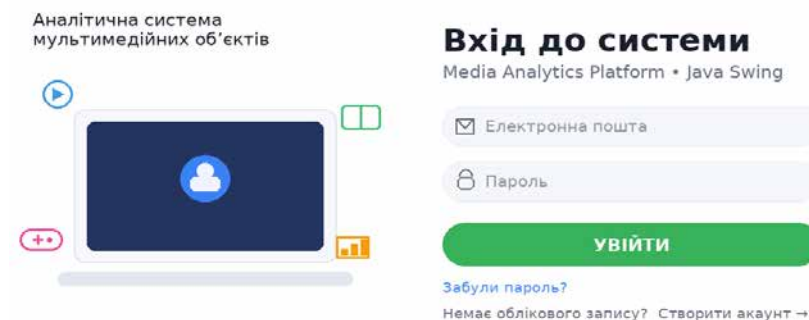 Аналітична система
мультимедійних об’єктів
Вхід до системи
Media Analytics Platform • Java Swing
Електронна пошта
Пароль
УВІЙТИ
Забули пароль?
Немає облікового запису? Створити акаунт →